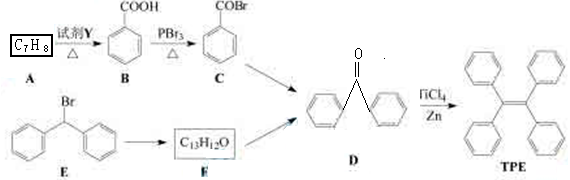 COOH
COBr
C7H8
试剂Y
△
PBr3
△
A
B
C
O
Br
C13H12O
TiCl4
Zn
E
F
D
TPE